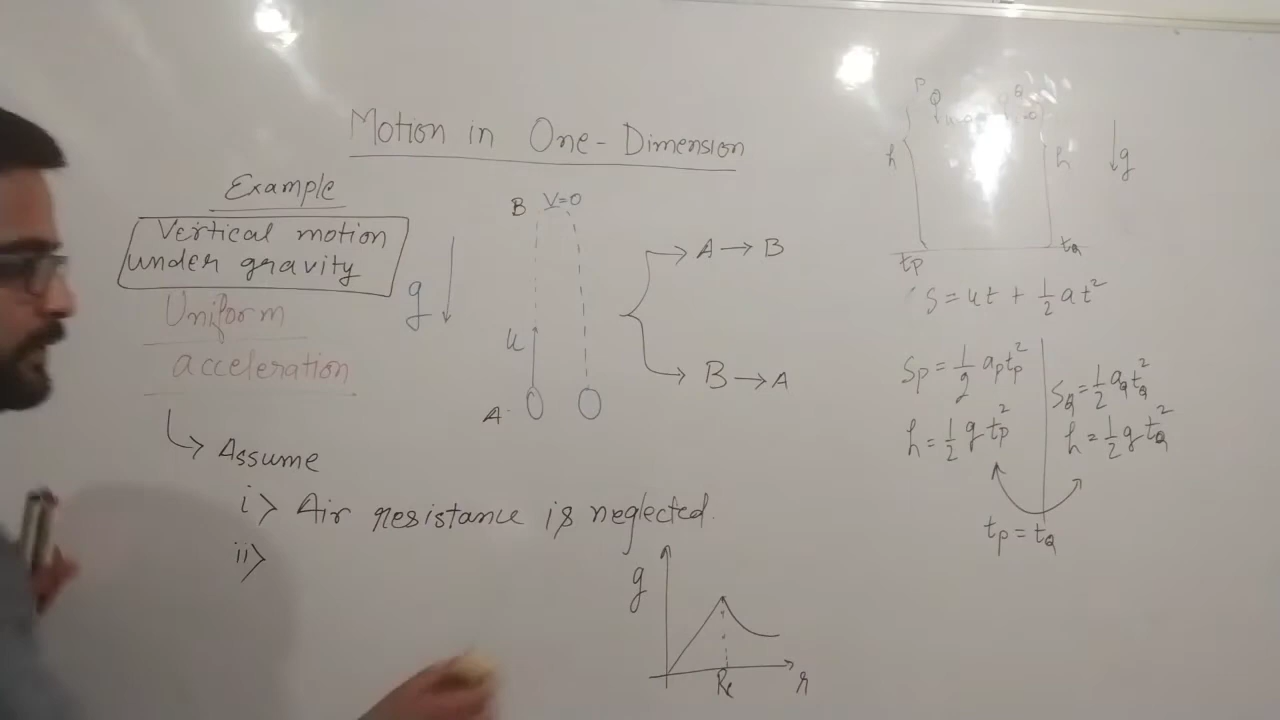 Motion in One-Dimension
Example
Vertical motion
under gravity
Uniform
acceleration
g
B V=0
u
A
A → B
B → A
Assume
i> Air resistance is neglected.
ii>
g
Re
r
P Q
h
h
g
tP
tQ
S = ut + 1/2 at²
SP = 1/2 aP tP²
h = 1/2 g tP²
SQ = 1/2 aQ tQ²
h = 1/2 g tQ²
tP = tQ